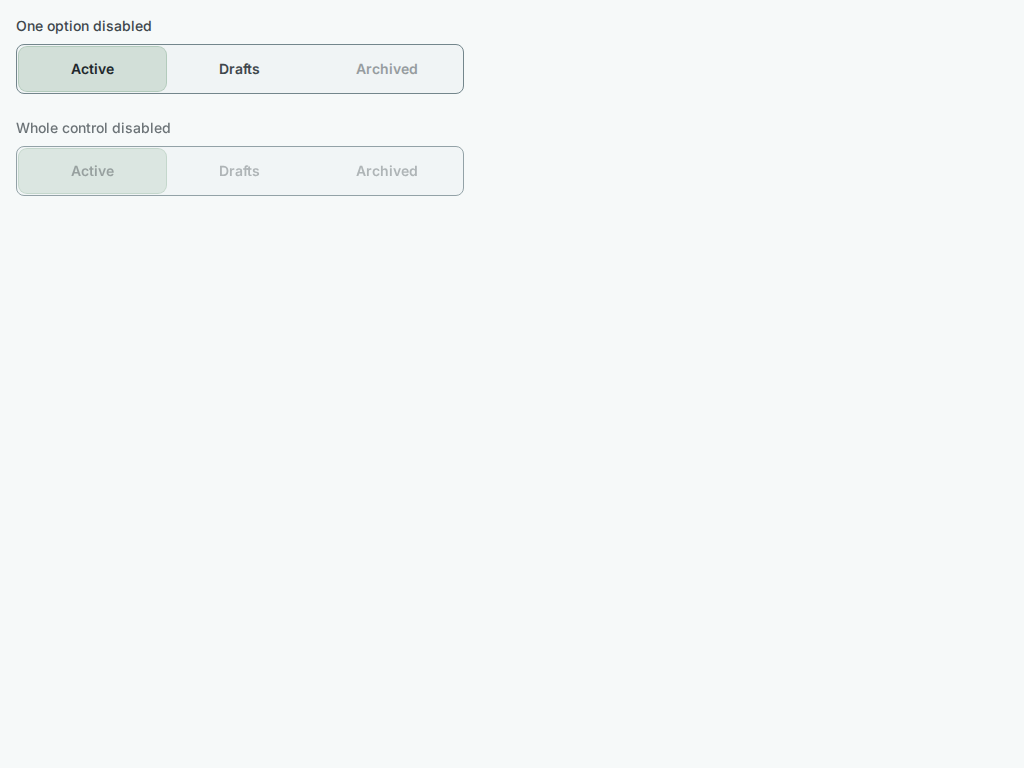 One option disabled
Active Drafts Archived
Whole control disabled
Active Drafts Archived